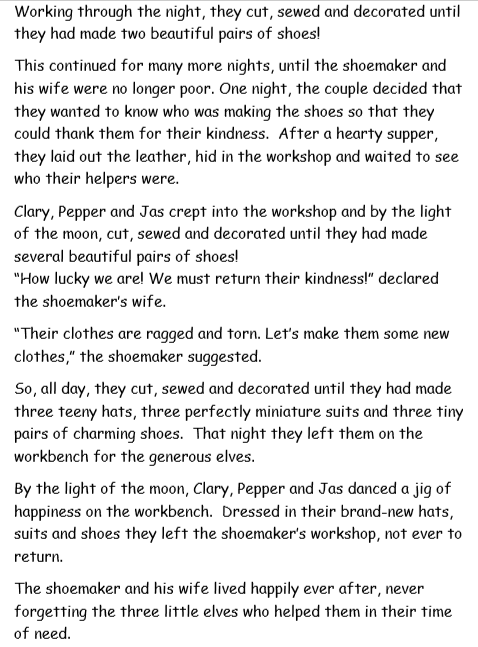 Working through the night, they cut, sewed and decorated until
they had made two beautiful pairs of shoes!
This continued for many more nights, until the shoemaker and
his wife were no longer poor. One night, the couple decided that
they wanted to know who was making the shoes so that they
could thank them for their kindness.  After a hearty supper,
they laid out the leather, hid in the workshop and waited to see
who their helpers were.
Clary, Pepper and Jas crept into the workshop and by the light
of the moon, cut, sewed and decorated until they had made
several beautiful pairs of shoes!
“How lucky we are! We must return their kindness!” declared
the shoemaker’s wife.
“Their clothes are ragged and torn. Let’s make them some new
clothes,” the shoemaker suggested.
So, all day, they cut, sewed and decorated until they had made
three teeny hats, three perfectly miniature suits and three tiny
pairs of charming shoes.  That night they left them on the
workbench for the generous elves.
By the light of the moon, Clary, Pepper and Jas danced a jig of
happiness on the workbench.  Dressed in their brand-new hats,
suits and shoes they left the shoemaker’s workshop, not ever to
return.
The shoemaker and his wife lived happily ever after, never
forgetting the three little elves who helped them in their time
of need.